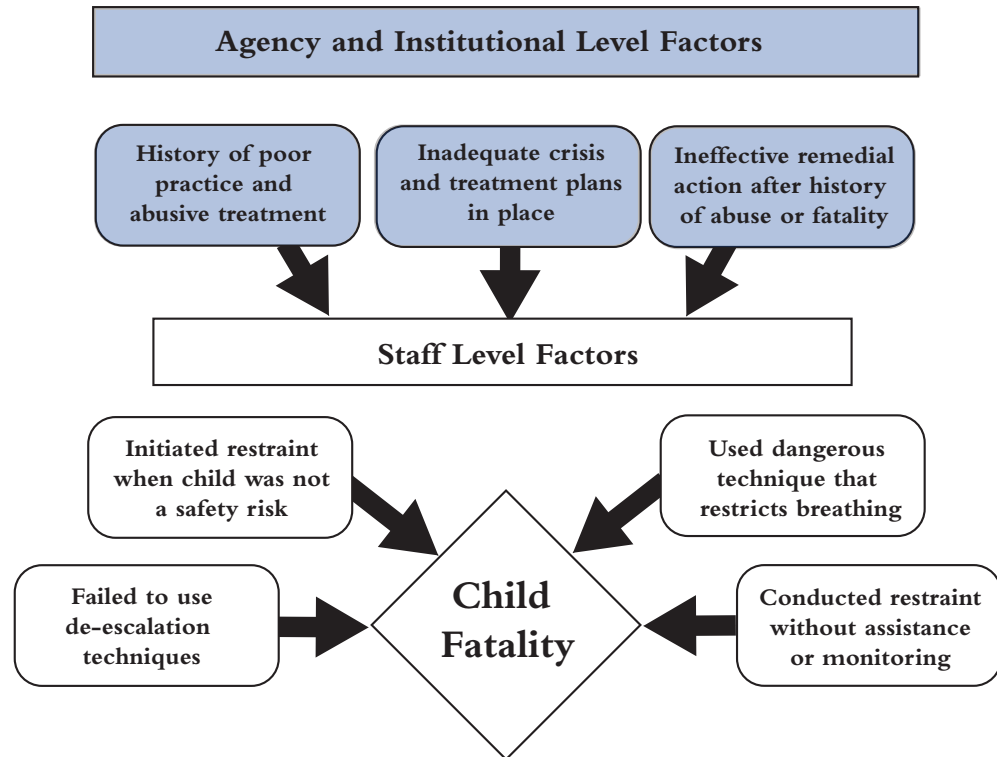 Agency and Institutional Level Factors
History of poor
practice and
abusive treatment
Inadequate crisis
and treatment plans
in place
Ineffective remedial
action after history
of abuse or fatality
Staff Level Factors
Initiated restraint
when child was not
a safety risk
Used dangerous
technique that
restricts breathing
Failed to use
de-escalation
techniques
Child
Fatality
Conducted restraint
without assistance
or monitoring